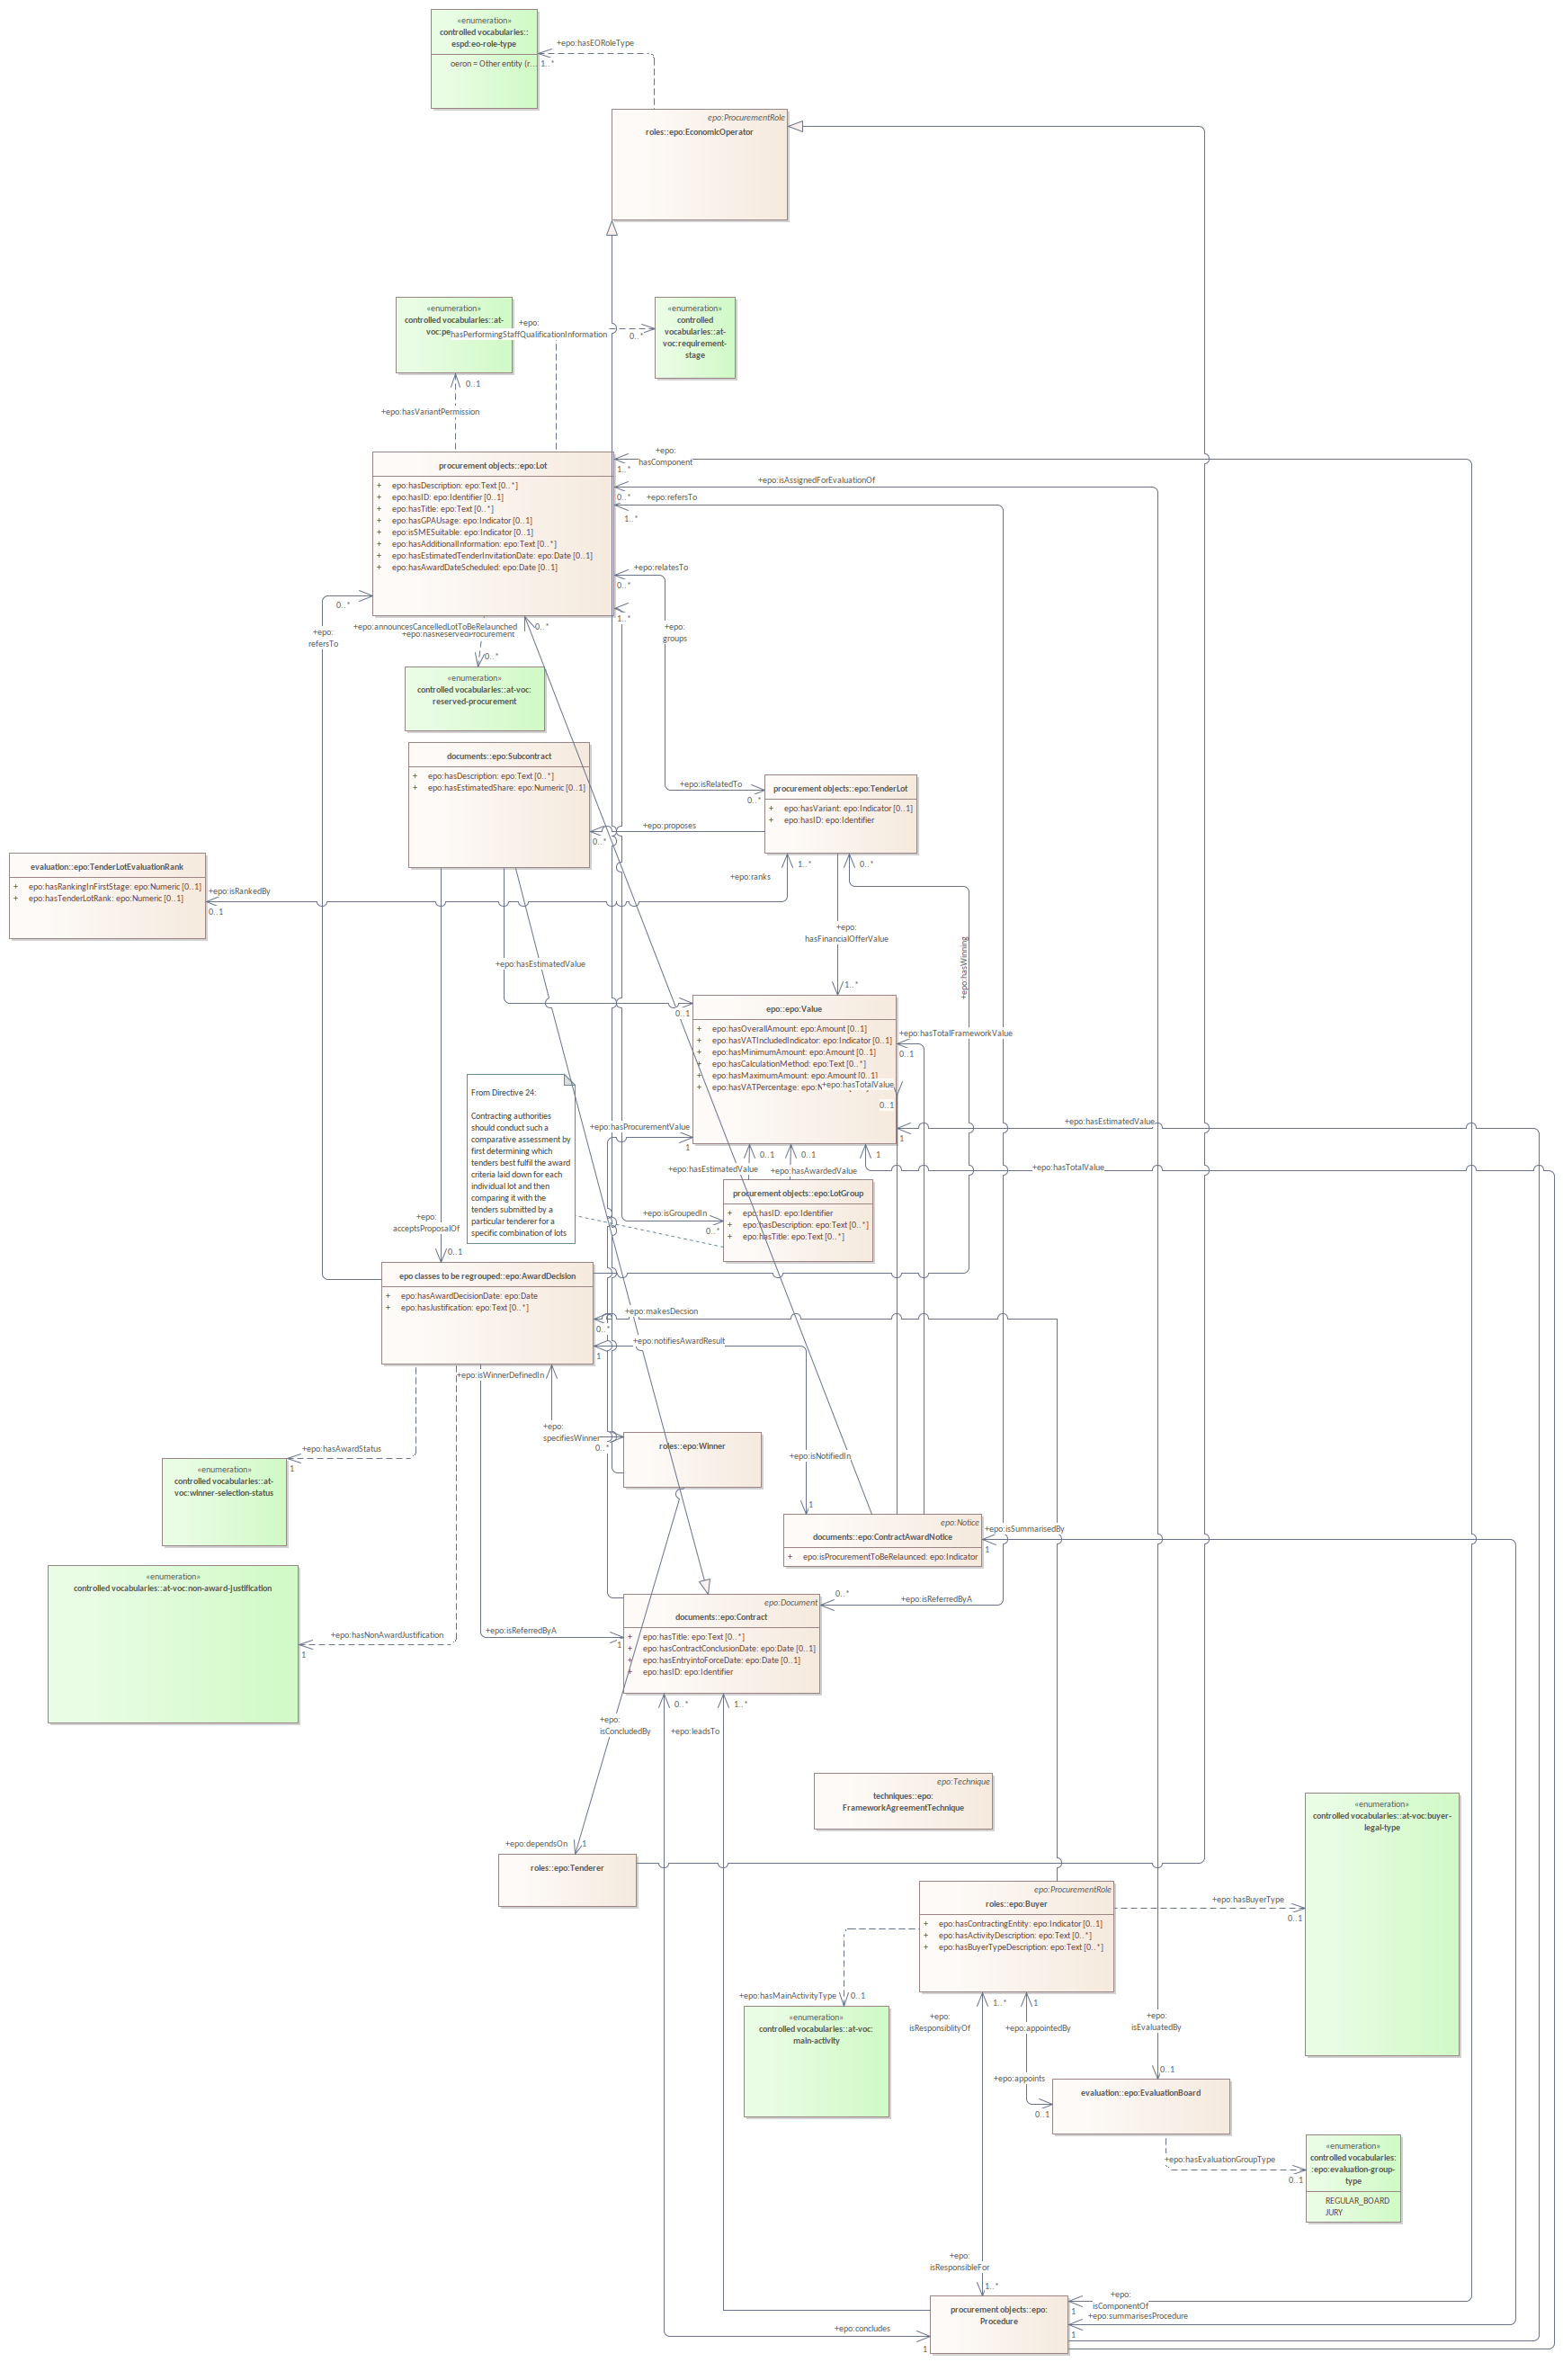 «enumeration»
controlled vocabularies::
espd:eo-role-type
oeron = Other entity (r...
1..*
+epo:hasEORoleType
epo:ProcurementRole
roles::epo:EconomicOperator
«enumeration»
controlled vocabularies::at-
voc:pe
+epo:
hasPerformingStaffQualificationInformation
0..*
«enumeration»
controlled
vocabularies::at-
voc:requirement-
stage
0..1
+epo:hasVariantPermission
procurement objects::epo:Lot
+ epo:hasDescription: epo:Text [0..*]
+ epo:hasID: epo:Identifier [0..1]
+ epo:hasTitle: epo:Text [0..*]
+ epo:hasGPAUsage: epo:Indicator [0..1]
+ epo:isSMESuitable: epo:Indicator [0..1]
+ epo:hasAdditionalInformation: epo:Text [0..*]
+ epo:hasEstimatedTenderInvitationDate: epo:Date [0..1]
+ epo:hasAwardDateScheduled: epo:Date [0..1]
+epo:
hasComponent
1..*
+epo:isAssignedForEvaluationOf
0..*
+epo:refersTo
1..*
+epo:relatesTo
0..*
1..*
+epo:
groups
0..*
+epo:
refersTo
+epo:announcesCancelledLotToBeRelaunched
0..*
+epo:hasReservedProcurement
0..*
«enumeration»
controlled vocabularies::at-voc:
reserved-procurement
documents::epo:Subcontract
+ epo:hasDescription: epo:Text [0..*]
+ epo:hasEstimatedShare: epo:Numeric [0..1]
+epo:isRelatedTo
0..*
procurement objects::epo:TenderLot
+ epo:hasVariant: epo:Indicator [0..1]
+ epo:hasID: epo:Identifier
+epo:proposes
0..*
evaluation::epo:TenderLotEvaluationRank
+ epo:hasRankingInFirstStage: epo:Numeric [0..1]
+ epo:hasTenderLotRank: epo:Numeric [0..1]
+epo:isRankedBy
0..1
+epo:ranks
1..*
0..*
+epo:
hasFinancialOfferValue
1..*
+epo:hasWinning
+epo:hasEstimatedValue
0..1
epo::epo:Value
+ epo:hasOverallAmount: epo:Amount [0..1]
+ epo:hasVATIncludedIndicator: epo:Indicator [0..1]
+ epo:hasMinimumAmount: epo:Amount [0..1]
+ epo:hasCalculationMethod: epo:Text [0..*]
+ epo:hasMaximumAmount: epo:Amount [0..1]
+ epo:hasVATPercentage: epo:N
+epo:hasTotalFrameworkValue
0..1
+epo:hasTotalValue
0..1
+epo:hasEstimatedValue
1
+epo:hasTotalValue
1
+epo:hasProcurementValue
1
+epo:hasEstimatedValue
0..1
+epo:hasAwardedValue
0..1
From Directive 24:
Contracting authorities
should conduct such a
comparative assessment by
first determining which
tenders best fulfil the award
criteria laid down for each
individual lot and then
comparing it with the
tenders submitted by a
particular tenderer for a
specific combination of lots
procurement objects::epo:LotGroup
+ epo:hasID: epo:Identifier
+ epo:hasDescription: epo:Text [0..*]
+ epo:hasTitle: epo:Text [0..*]
+epo:isGroupedIn
0..*
+epo:
acceptsProposalOf
0..1
epo classes to be regrouped::epo:AwardDecision
+ epo:hasAwardDecisionDate: epo:Date
+ epo:hasJustification: epo:Text [0..*]
+epo:makesDecsion
0..*
+epo:notifiesAwardResult
1
+epo:isWinnerDefinedIn
+epo:
specifiesWinner
0..*
roles::epo:Winner
+epo:hasAwardStatus
1
«enumeration»
controlled vocabularies::at-
voc:winner-selection-status
+epo:isNotifiedIn
1
epo:Notice
documents::epo:ContractAwardNotice
+ epo:isProcurementToBeRelaunced: epo:Indicator
+epo:isSummarisedBy
1
«enumeration»
controlled vocabularies::at-voc:non-award-justification
+epo:hasNonAwardJustification
1
+epo:isReferredByA
1
epo:Document
documents::epo:Contract
+ epo:hasTitle: epo:Text [0..*]
+ epo:hasContractConclusionDate: epo:Date [0..1]
+ epo:hasEntryintoForceDate: epo:Date [0..1]
+ epo:hasID: epo:Identifier
0..*
+epo:isReferredByA
+epo:
isConcludedBy
0..*
+epo:leadsTo
1..*
epo:Technique
techniques::epo:
FrameworkAgreementTechnique
+epo:dependsOn
1
roles::epo:Tenderer
«enumeration»
controlled vocabularies::at-voc:buyer-
legal-type
epo:ProcurementRole
roles::epo:Buyer
+ epo:hasContractingEntity: epo:Indicator [0..1]
+ epo:hasActivityDescription: epo:Text [0..*]
+ epo:hasBuyerTypeDescription: epo:Text [0..*]
+epo:hasBuyerType
0..1
+epo:hasMainActivityType
0..1
«enumeration»
controlled vocabularies::at-voc:
main-activity
+epo:
isResponsiblityOf
1..*
1
+epo:appointedBy
+epo:appoints
0..1
+epo:
isEvaluatedBy
0..1
evaluation::epo:EvaluationBoard
+epo:hasEvaluationGroupType
0..1
«enumeration»
controlled vocabularies:
:epo:evaluation-group-
type
REGULAR_BOARD
JURY
+epo:
isResponsibleFor
1..*
procurement objects::epo:
Procedure
+epo:
isComponentOf
1
+epo:summarisesProcedure
1
+epo:concludes
1